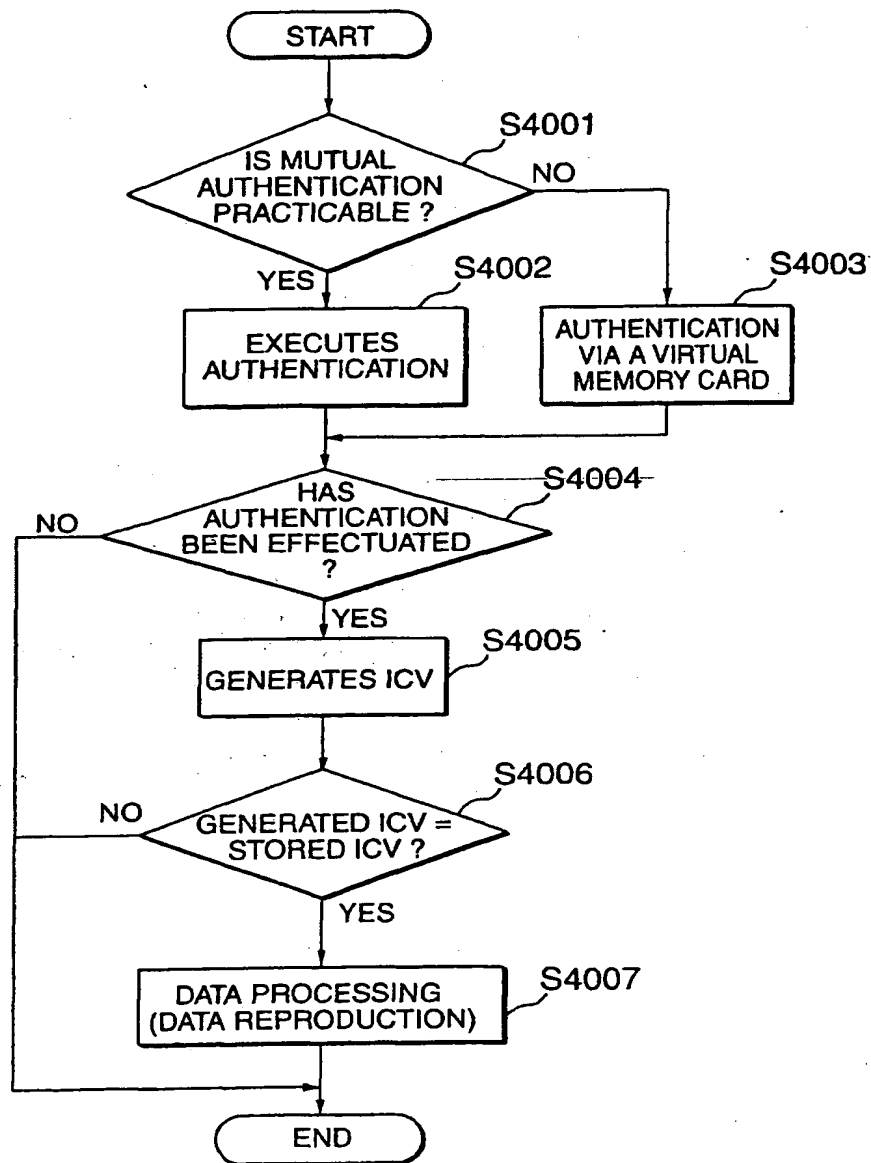 START
S4001
IS MUTUAL
AUTHENTICATION
PRACTICABLE ?
NO
YES
S4002
S4003
EXECUTES
AUTHENTICATION
AUTHENTICATION
VIA A VIRTUAL
MEMORY CARD
S4004
HAS
AUTHENTICATION
BEEN EFFECTUATED
?
NO
YES
S4005
GENERATES ICV
S4006
NO
GENERATED ICV =
STORED ICV ?
YES
S4007
DATA PROCESSING
(DATA REPRODUCTION)
END